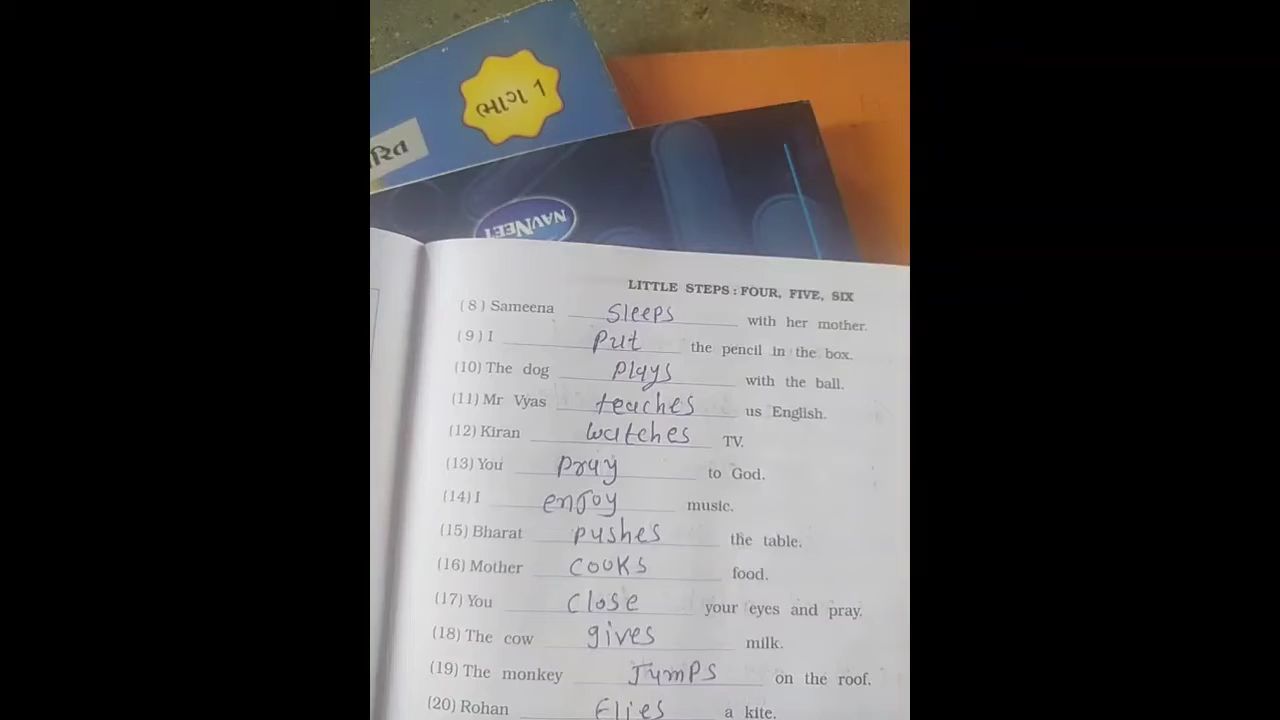 ભાગ 1
રિત
NAVNEET
LITTLE STEPS : FOUR, FIVE, SIX
(8) Sameena sleeps with her mother.
(9) I put the pencil in the box.
(10) The dog plays with the ball.
(11) Mr Vyas teaches us English.
(12) Kiran watches TV.
(13) You pray to God.
(14) I enjoy music.
(15) Bharat pushes the table.
(16) Mother cooks food.
(17) You close your eyes and pray.
(18) The cow gives milk.
(19) The monkey Jumps on the roof.
(20) Rohan Flies a kite.